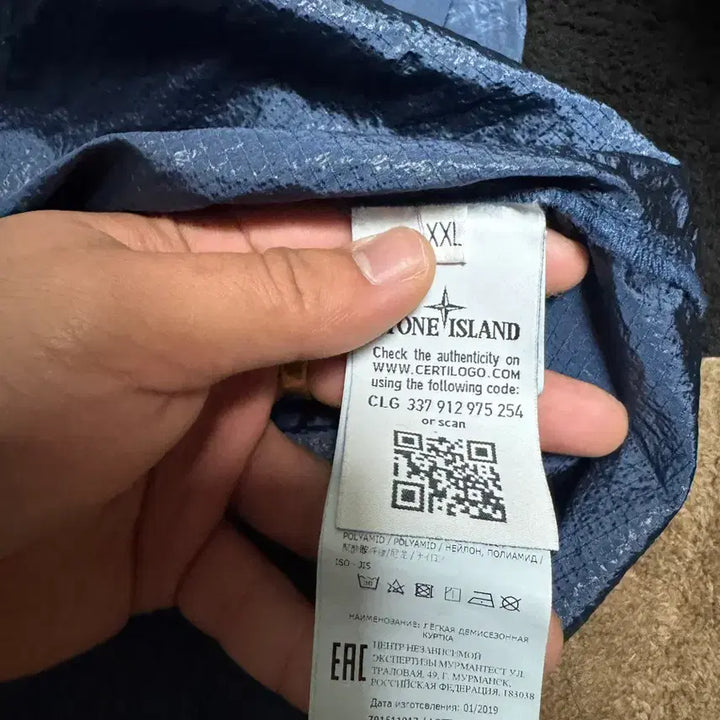 XXL
STONE ISLAND
Check the authenticity on
WWW.CERTILOGO.COM
using the following code:
CLG 337 912 975 254
or scan
POLYAMID / POLYAMID / НЕЙЛОН, ПОЛИАМИД /
ISO - JIS
НАИМЕНОВАНИЕ: ЛЁГКАЯ ДЕМИСЕЗОННАЯ
КУРТКА
EAC
ЦЕНТР НЕЗАВИСИМОЙ
ЭКСПЕРТИЗЫ МУРМАНТЕСТ УЛ.
ТРАЛОВАЯ, 49, Г. МУРМАНСК,
РОССИЙСКАЯ ФЕДЕРАЦИЯ, 183038
Дата изготовления: 01/2019